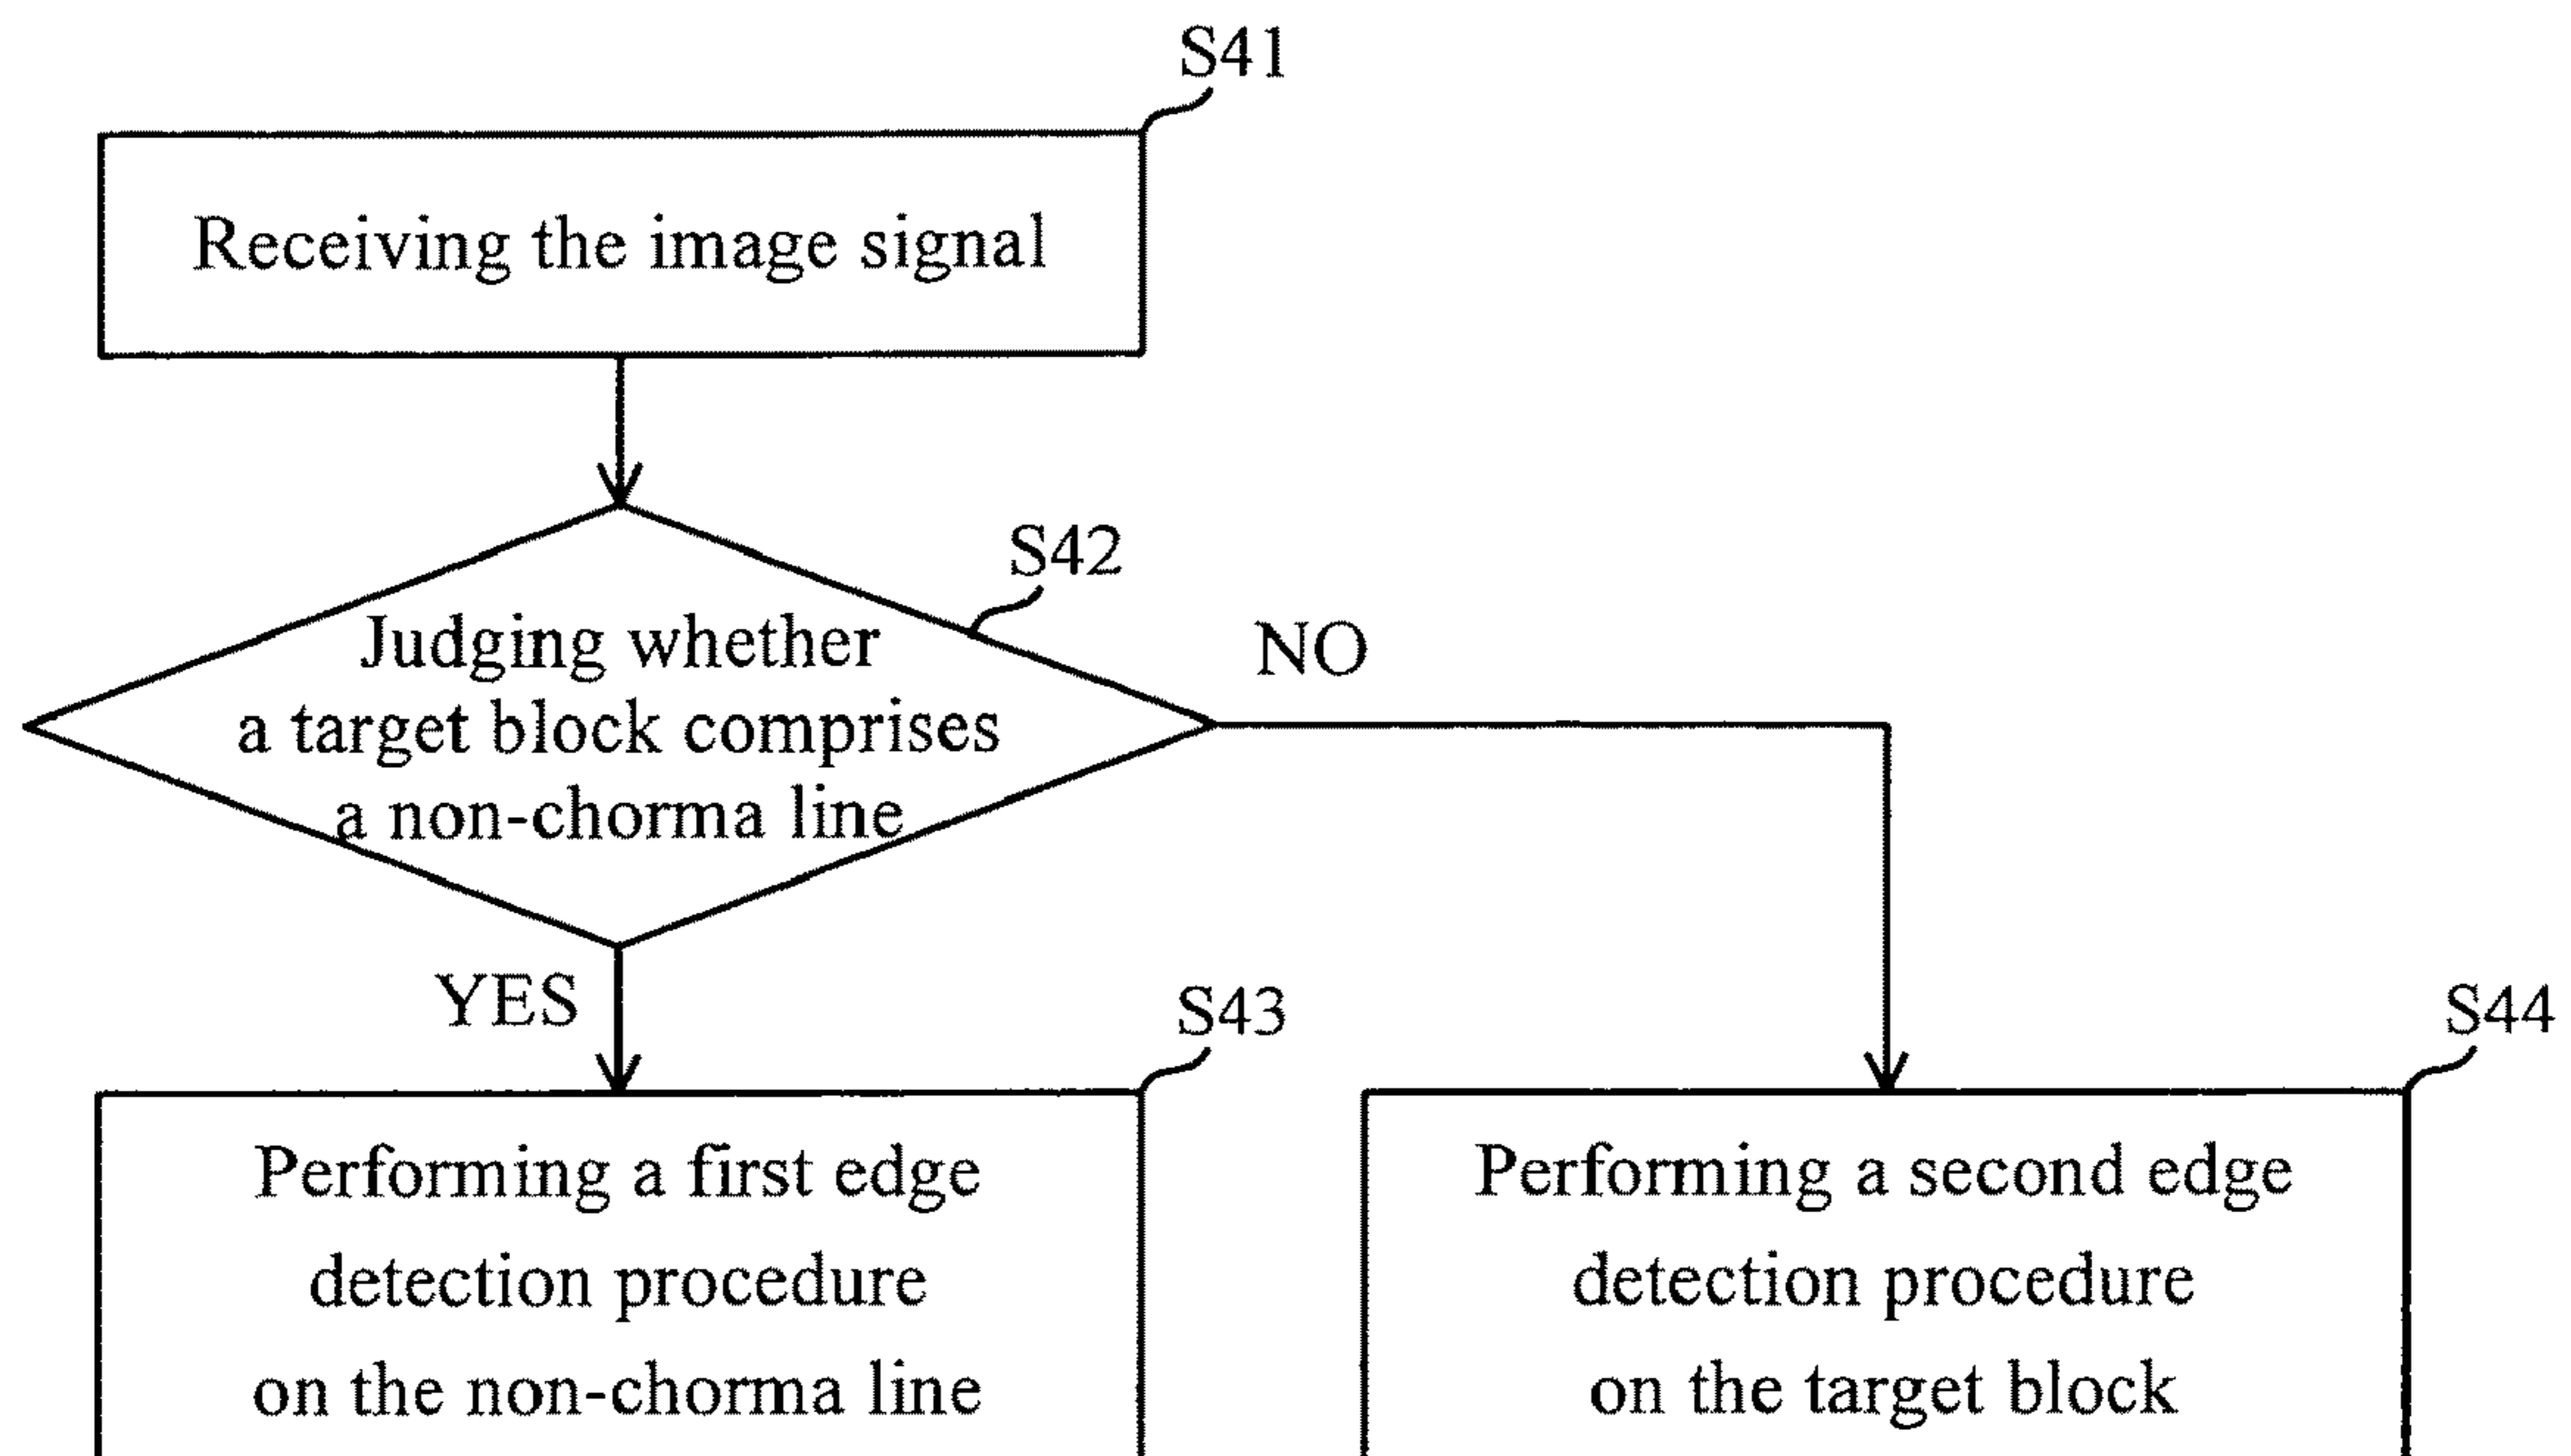 S41
Receiving the image signal
S42
Judging whether
a target block comprises
a non-chorma line
NO
YES
S43
Performing a first edge
detection procedure
on the non-chorma line
S44
Performing a second edge
detection procedure
on the target block